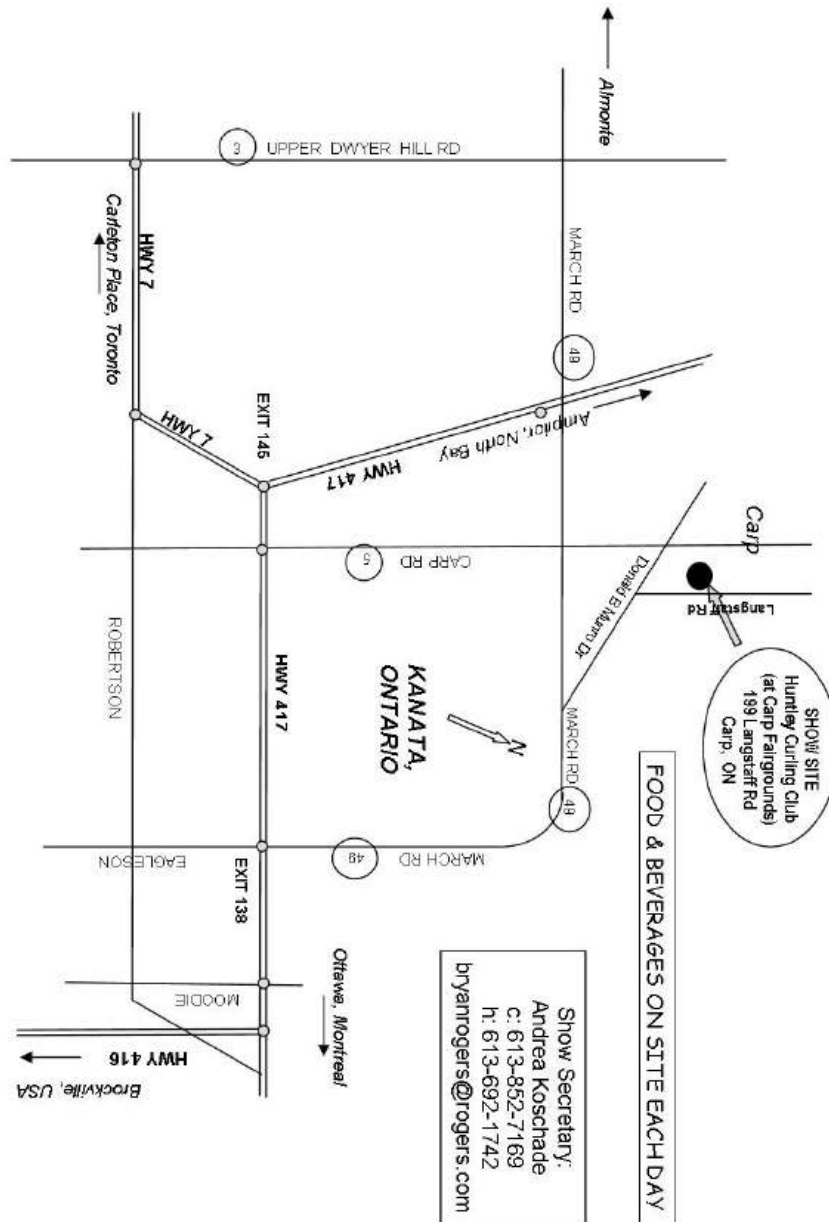 Almonte
3
UPPER DWYER HILL RD
HWY 7
Carleton Place, Toronto
MARCH RD
49
EXIT 145
HWY 7
Arnprior, North Bay
HWY 417
Carp
5
CARP RD
Donald B Munro Dr
Langstaff Rd
ROBERTSON
HWY 417
KANATA,
ONTARIO
N
MARCH RD
49
SHOW SITE
Huntley Curling Club
(at Carp Fairgrounds)
199 Langstaff Rd
Carp, ON
EAGLESON
EXIT 138
49
MARCH RD
FOOD & BEVERAGES ON SITE EACH DAY
MOODIE
Ottawa, Montreal
HWY 416
Brockville, USA
Show Secretary:
Andrea Koschade
c: 613-852-7169
h: 613-692-1742
bryanrogers@rogers.com